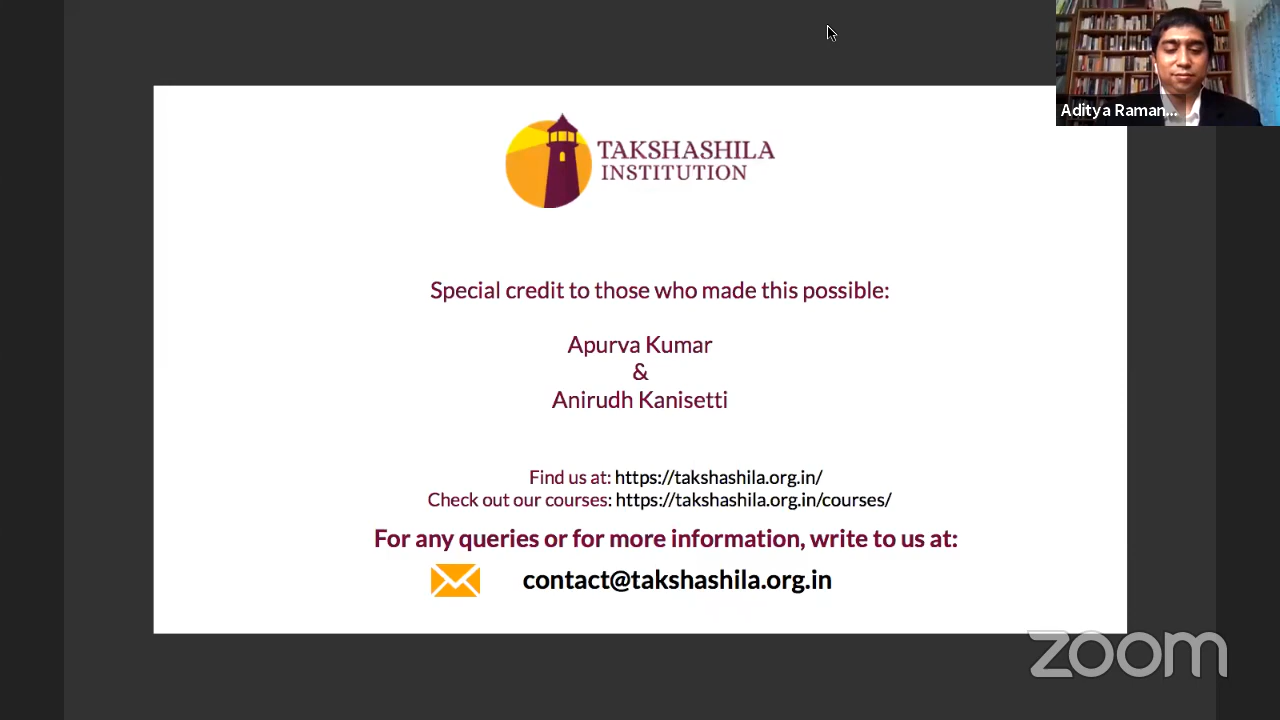 Aditya Raman...
TAKSHASHILA
INSTITUTION
Special credit to those who made this possible:
Apurva Kumar
&
Anirudh Kanisetti
Find us at: https://takshashila.org.in/
Check out our courses: https://takshashila.org.in/courses/
For any queries or for more information, write to us at:
contact@takshashila.org.in
zoom